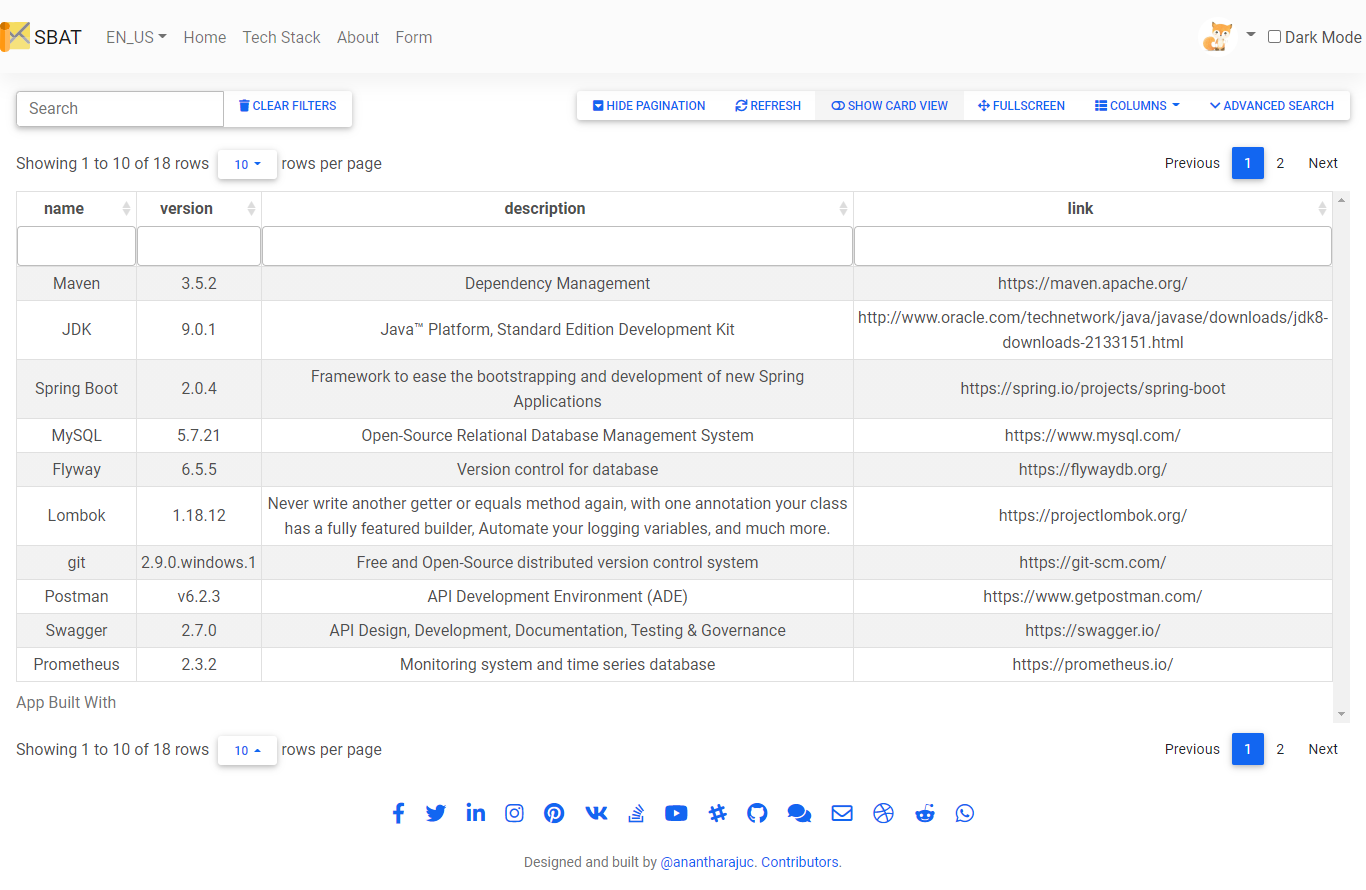 SBAT EN_US Home Tech Stack About Form Dark Mode
Search CLEAR FILTERS HIDE PAGINATION REFRESH SHOW CARD VIEW FULLSCREEN COLUMNS ADVANCED SEARCH
Showing 1 to 10 of 18 rows 10 rows per page Previous 1 2 Next
name version description link
Maven 3.5.2 Dependency Management https://maven.apache.org/
JDK 9.0.1 Java™ Platform, Standard Edition Development Kit http://www.oracle.com/technetwork/java/javase/downloads/jdk8-
downloads-2133151.html
Spring Boot 2.0.4 Framework to ease the bootstrapping and development of new Spring
Applications https://spring.io/projects/spring-boot
MySQL 5.7.21 Open-Source Relational Database Management System https://www.mysql.com/
Flyway 6.5.5 Version control for database https://flywaydb.org/
Lombok 1.18.12 Never write another getter or equals method again, with one annotation your class
has a fully featured builder, Automate your logging variables, and much more. https://projectlombok.org/
git 2.9.0.windows.1 Free and Open-Source distributed version control system https://git-scm.com/
Postman v6.2.3 API Development Environment (ADE) https://www.getpostman.com/
Swagger 2.7.0 API Design, Development, Documentation, Testing & Governance https://swagger.io/
Prometheus 2.3.2 Monitoring system and time series database https://prometheus.io/
App Built With
Showing 1 to 10 of 18 rows 10 rows per page Previous 1 2 Next
Designed and built by @anantharajuc. Contributors.